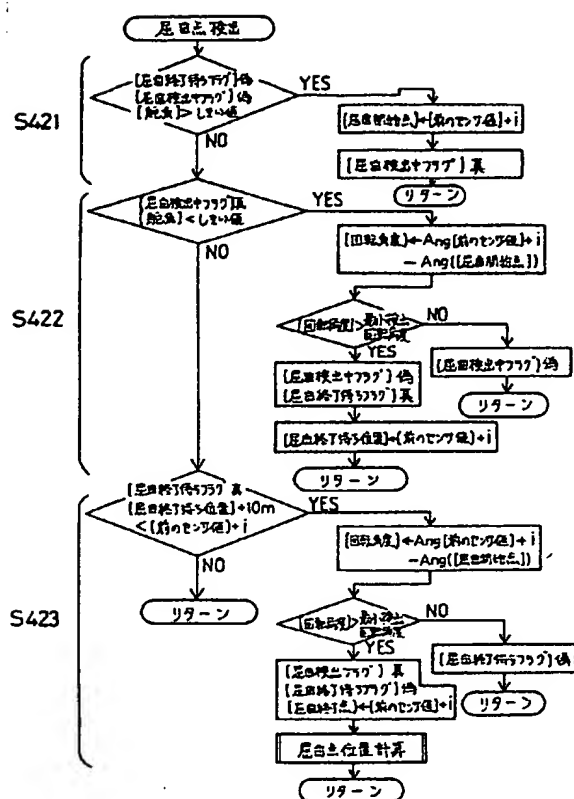 屈曲点検出
S421
[屈曲終了待ちフラグ] 偽
[屈曲検出中フラグ] 偽
[舵角] > しきい値
YES
NO
[屈曲開始点]←[前のセンサ値]+i
[屈曲検出中フラグ] 真
リターン
S422
[屈曲検出中フラグ] 真
[舵角] < しきい値
YES
NO
[回転角度]←Ang[前のセンサ値]+i
－Ang([屈曲開始点])
[回転角度]>最小検出
回転角度
NO
YES
[屈曲検出中フラグ] 偽
[屈曲終了待ちフラグ] 真
[屈曲検出中フラグ] 偽
リターン
[屈曲終了待ち位置]←[前のセンサ値]+i
リターン
S423
[屈曲終了待ちフラグ] 真
[屈曲終了待ち位置]+10m
<[前のセンサ値]+i
YES
NO
リターン
[回転角度]←Ang[前のセンサ値]+i
－Ang([屈曲開始点])
[回転角度]>最小検出
回転角度
NO
YES
[屈曲検出フラグ] 真
[屈曲終了待ちフラグ] 偽
[屈曲終了点]←[前のセンサ値]+i
[屈曲終了待ちフラグ] 偽
リターン
屈曲点位置計算
リターン